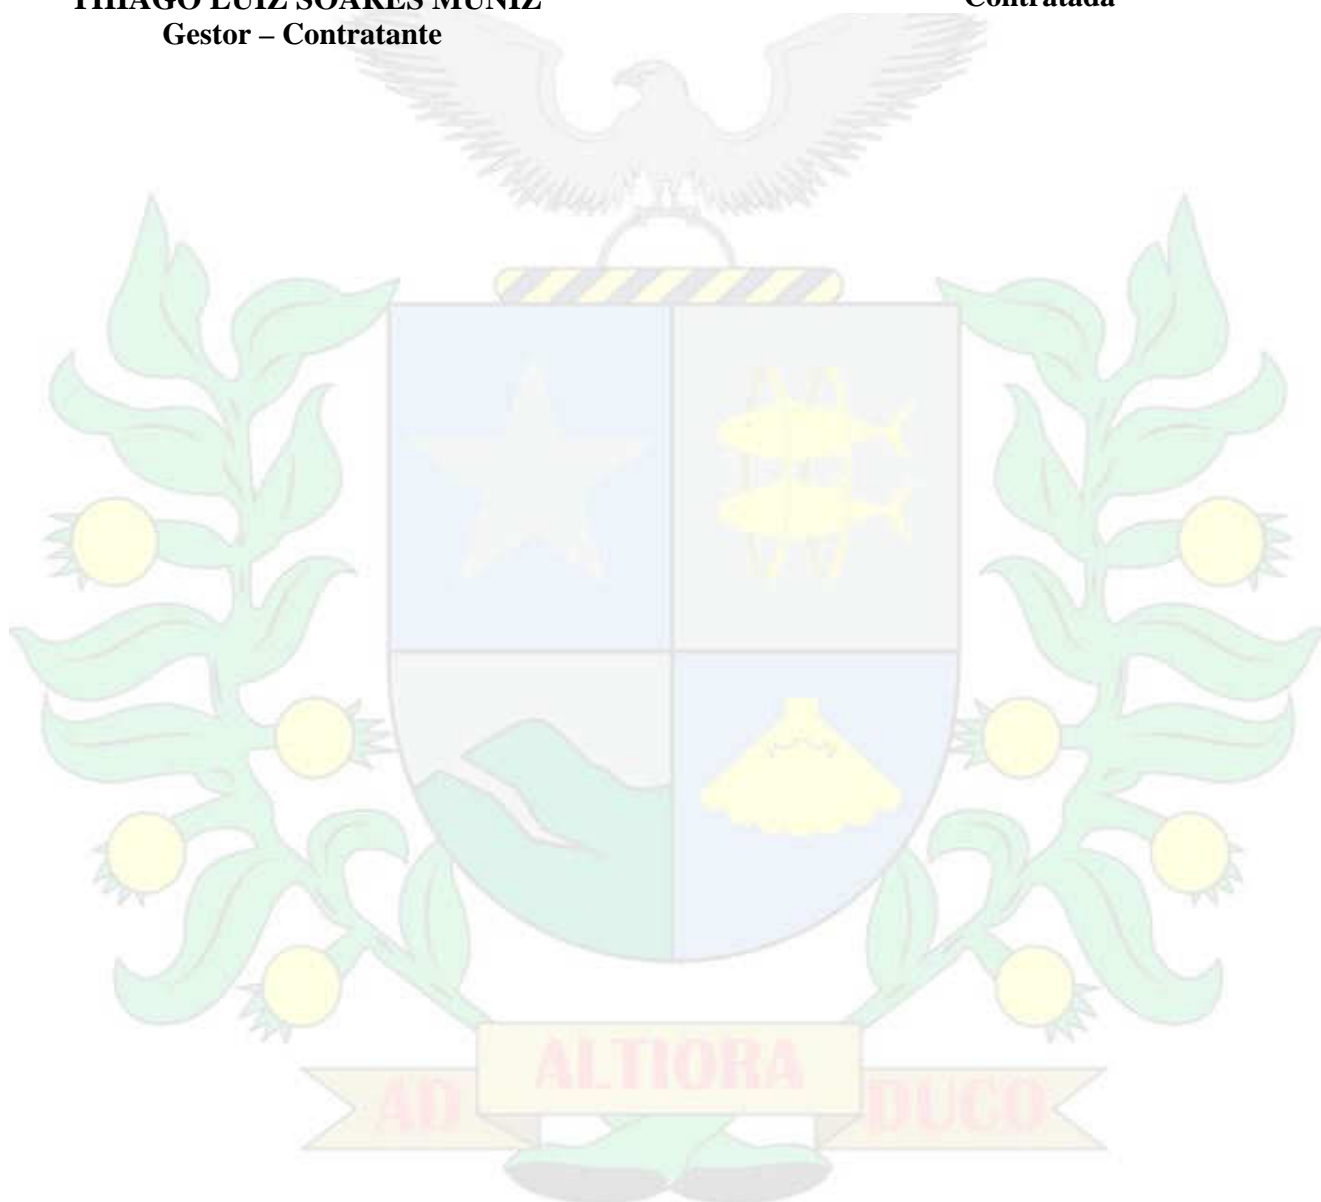 THIAGO LUIZ SOARES MUNIZ
Gestor – Contratante
Contratada
AD ALTIORA DUCO